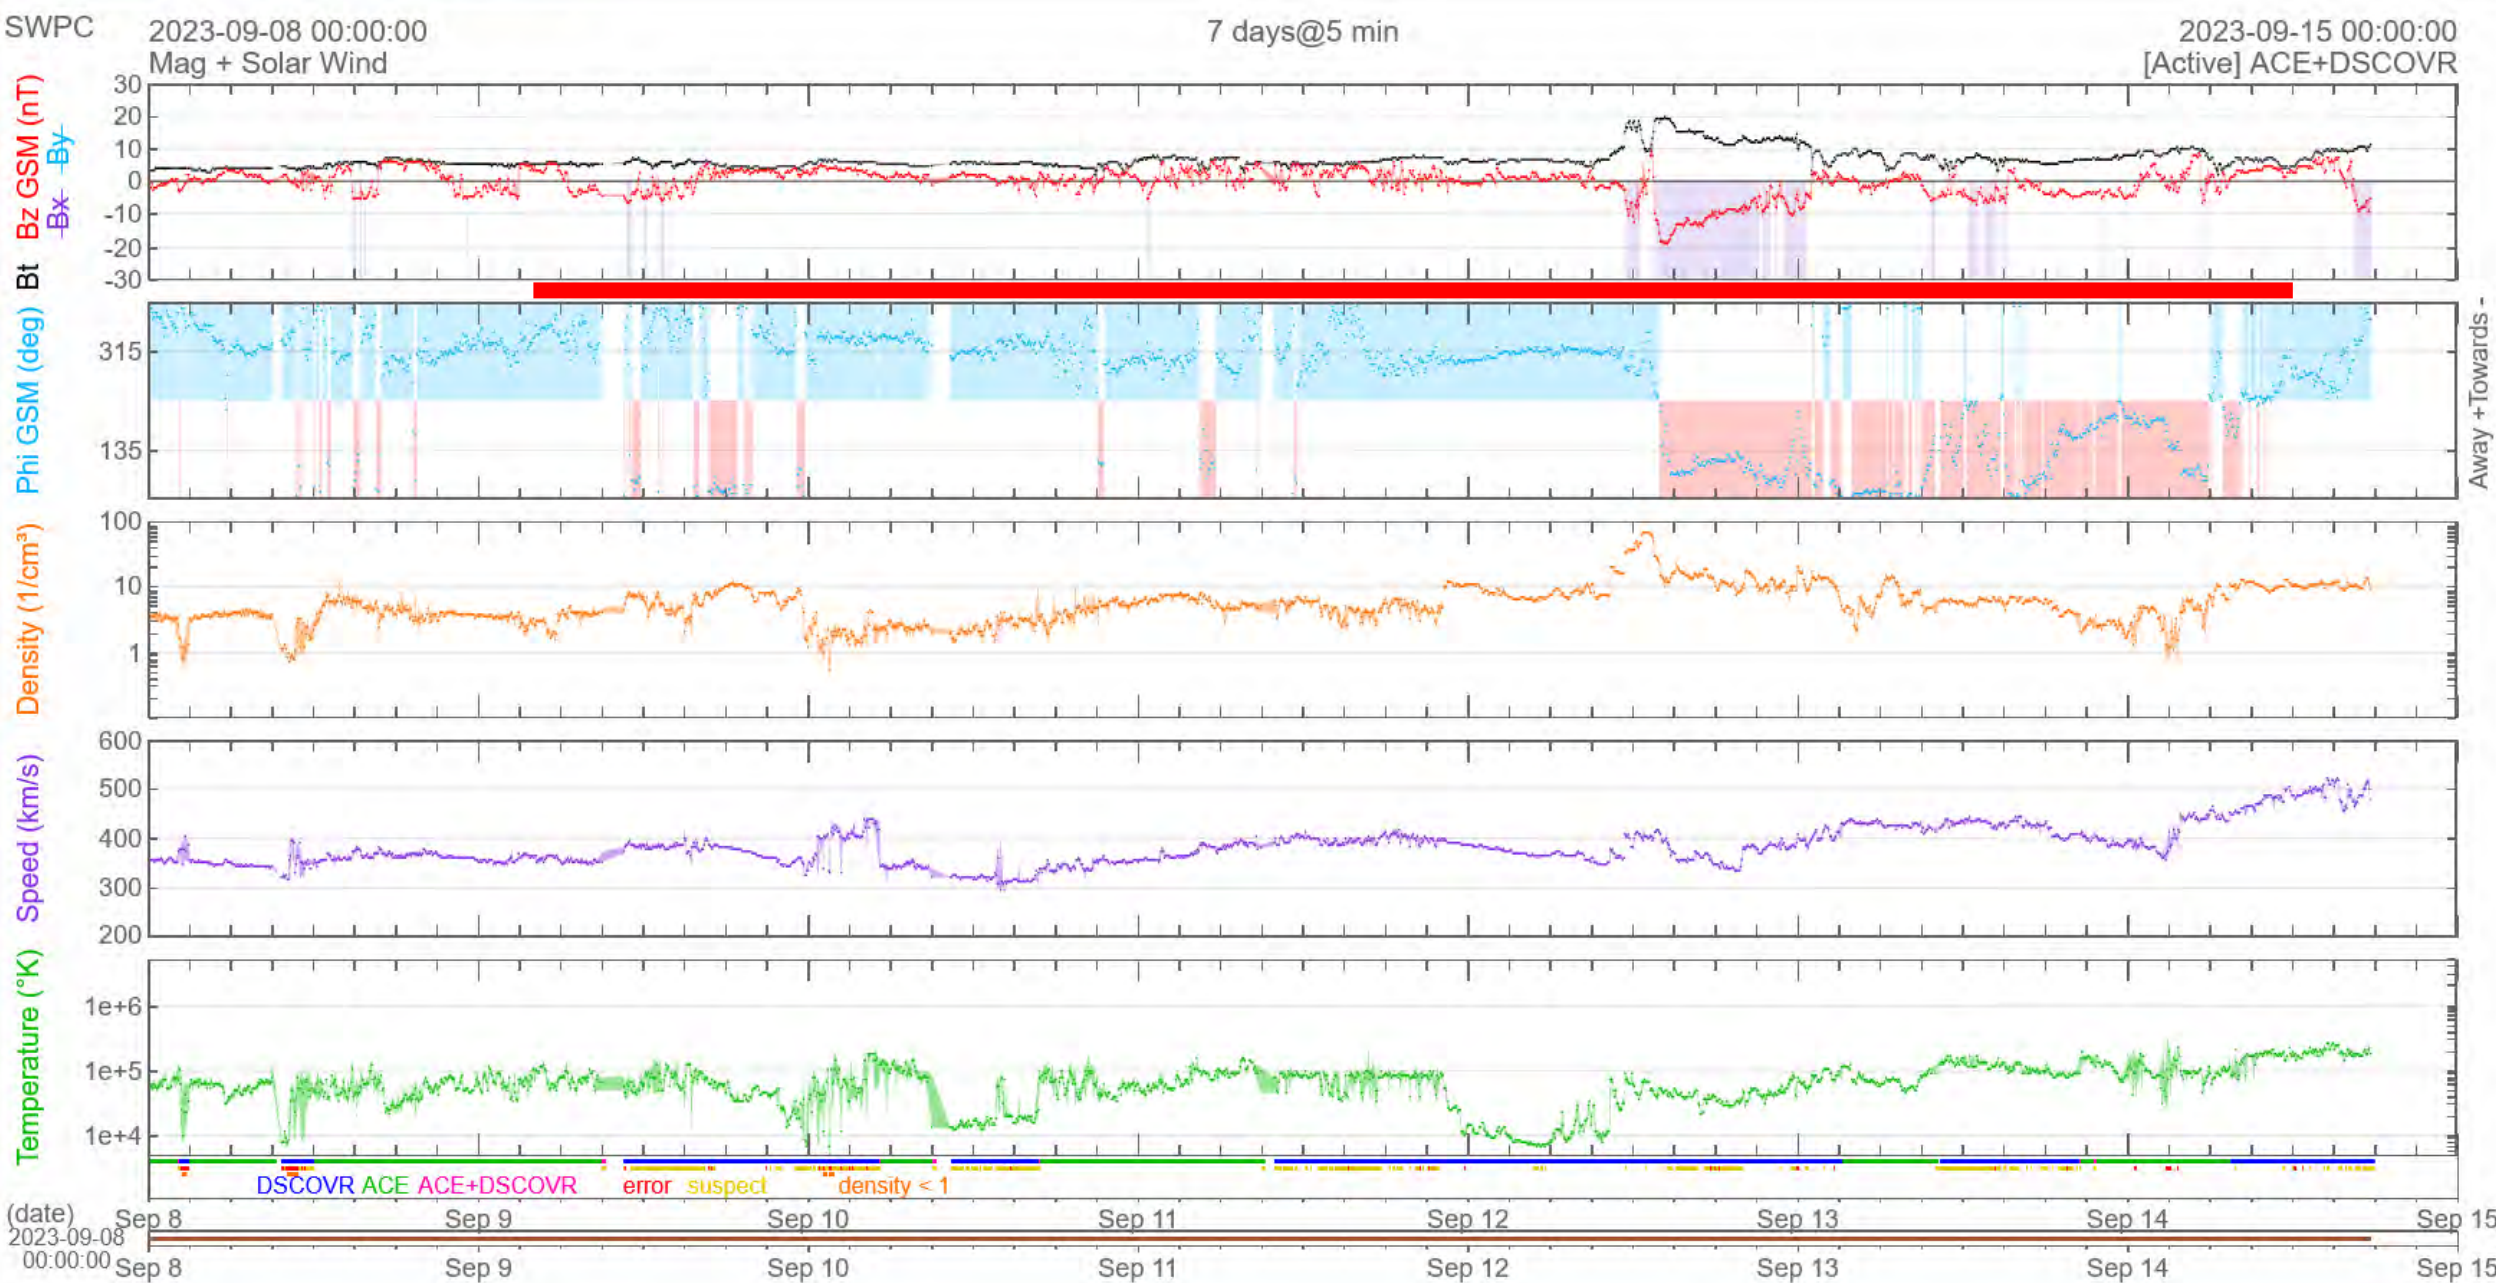 SWPC
2023-09-08 00:00:00
7 days@5 min
2023-09-15 00:00:00
Mag + Solar Wind
[Active] ACE+DSCOVR
Bt Bz GSM (nT)
Bx By
30
20
10
0
-10
-20
-30
Phi GSM (deg)
315
135
Away +Towards -
Density (1/cm³)
100
10
1
Speed (km/s)
600
500
400
300
200
Temperature (°K)
1e+6
1e+5
1e+4
DSCOVR ACE ACE+DSCOVR error suspect density < 1
(date) Sep 8 Sep 9 Sep 10 Sep 11 Sep 12 Sep 13 Sep 14 Sep 15
2023-09-08
00:00:00 Sep 8 Sep 9 Sep 10 Sep 11 Sep 12 Sep 13 Sep 14 Sep 15